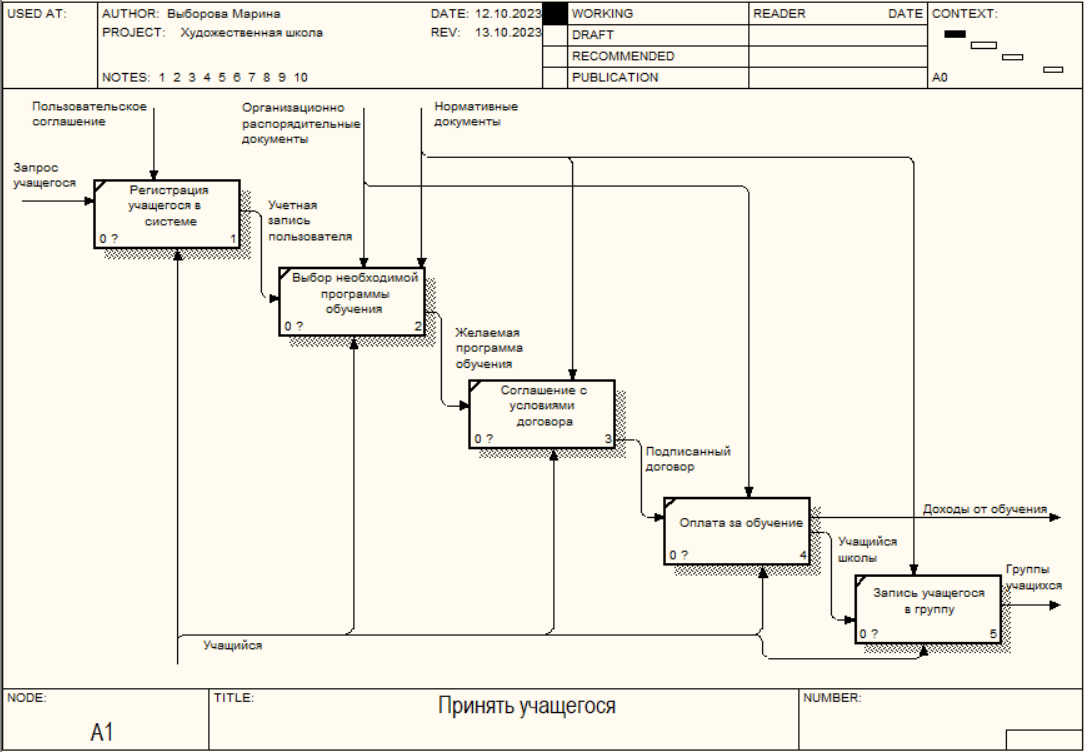 USED AT:
AUTHOR: Выборова Марина
DATE: 12.10.2023
PROJECT: Художественная школа
REV: 13.10.2023
NOTES: 1 2 3 4 5 6 7 8 9 10
WORKING
DRAFT
RECOMMENDED
PUBLICATION
READER
DATE
CONTEXT:
A0
Пользовательское
соглашение
Организационно
распорядительные
документы
Нормативные
документы
Запрос
учащегося
Регистрация
учащегося в
системе
0 ?
1
Учетная
запись
пользователя
Выбор необходимой
программы
обучения
0 ?
2
Желаемая
программа
обучения
Соглашение с
условиями
договора
0 ?
3
Подписанный
договор
Оплата за обучение
0 ?
4
Доходы от обучения
Учащийся
школы
Группы
учащихся
Запись учащегося
в группу
0 ?
5
Учащийся
NODE:
A1
TITLE:
Принять учащегося
NUMBER: